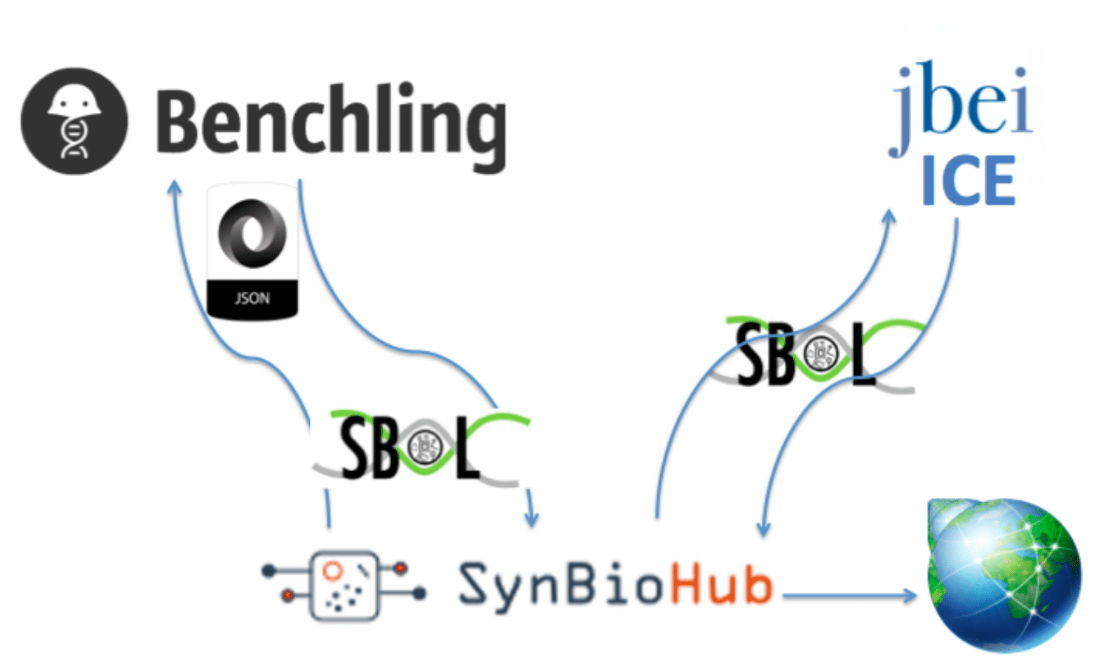 Benchling
jbei
ICE
JSON
SBOL
SBOL
SynBioHub